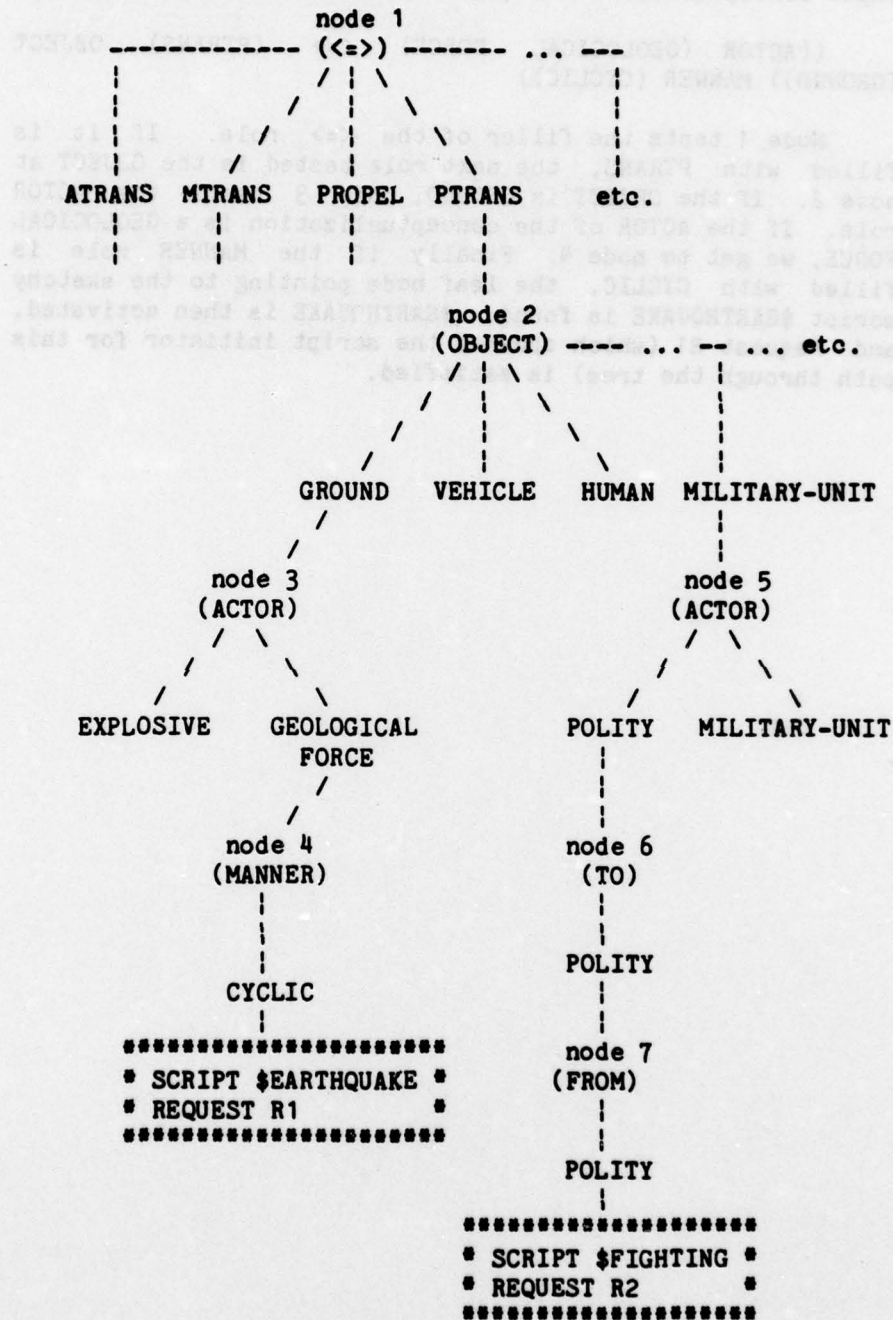 node 1
(<=>) ... etc.
ATRANS MTRANS PROPEL PTRANS etc.
node 2
(OBJECT) ... ... etc.
GROUND VEHICLE HUMAN MILITARY-UNIT
node 3 node 5
(ACTOR) (ACTOR)
EXPLOSIVE GEOLOGICAL POLITY MILITARY-UNIT
FORCE
node 4 node 6
(MANNER) (TO)
POLITY
CYCLIC
node 7
* SCRIPT $EARTHQUAKE * (FROM)
* REQUEST R1 *
POLITY
* SCRIPT $FIGHTING *
* REQUEST R2 *